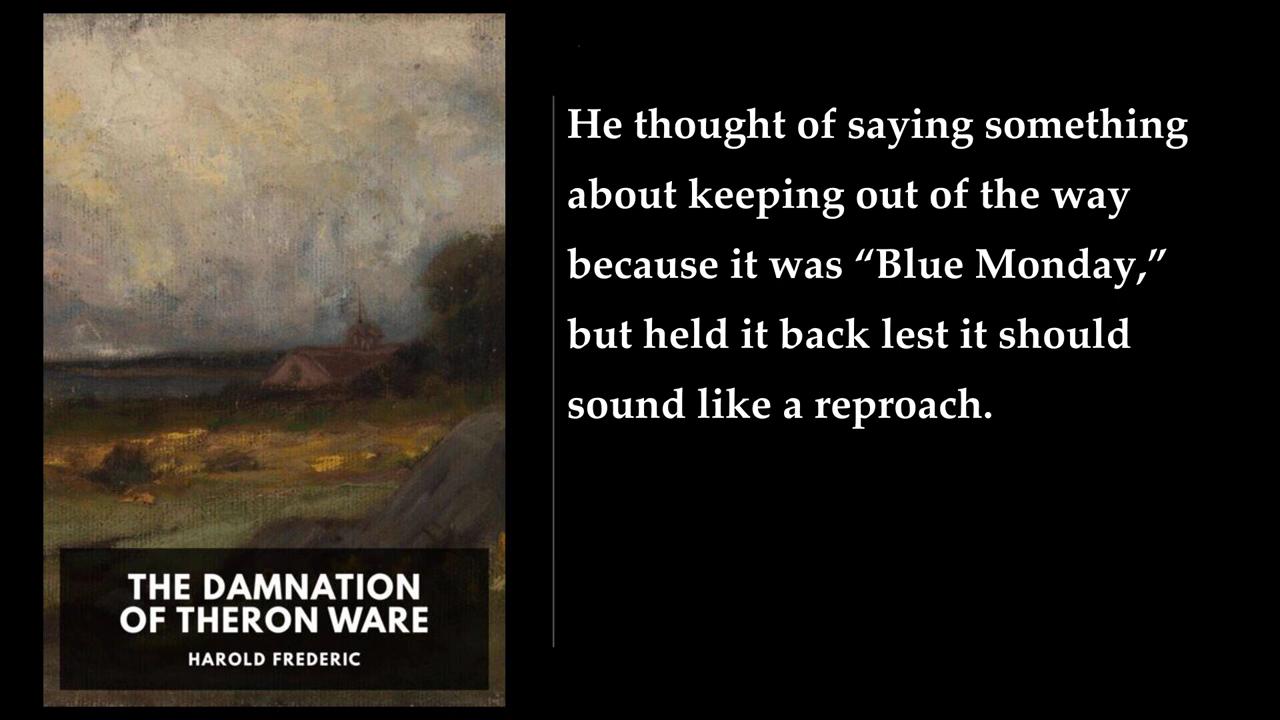 THE DAMNATION
OF THERON WARE
HAROLD FREDERIC
He thought of saying something
about keeping out of the way
because it was “Blue Monday,”
but held it back lest it should
sound like a reproach.